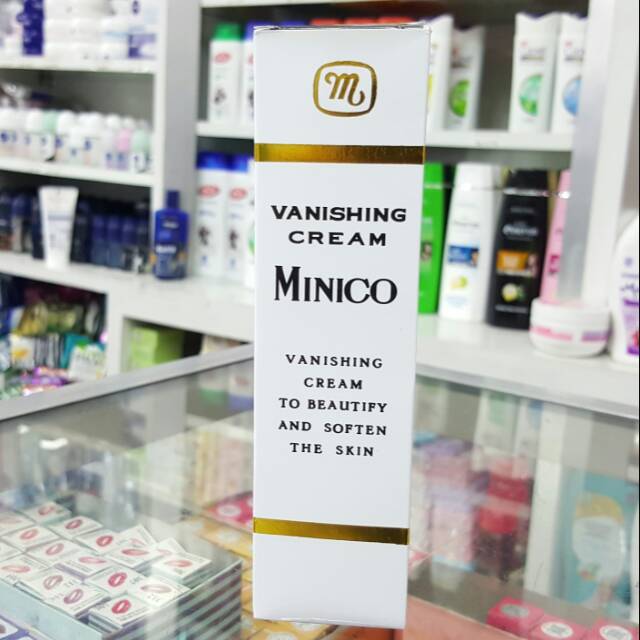 m
VANISHING
CREAM
MINICO
VANISHING
CREAM
TO BEAUTIFY
AND SOFTEN
THE SKIN